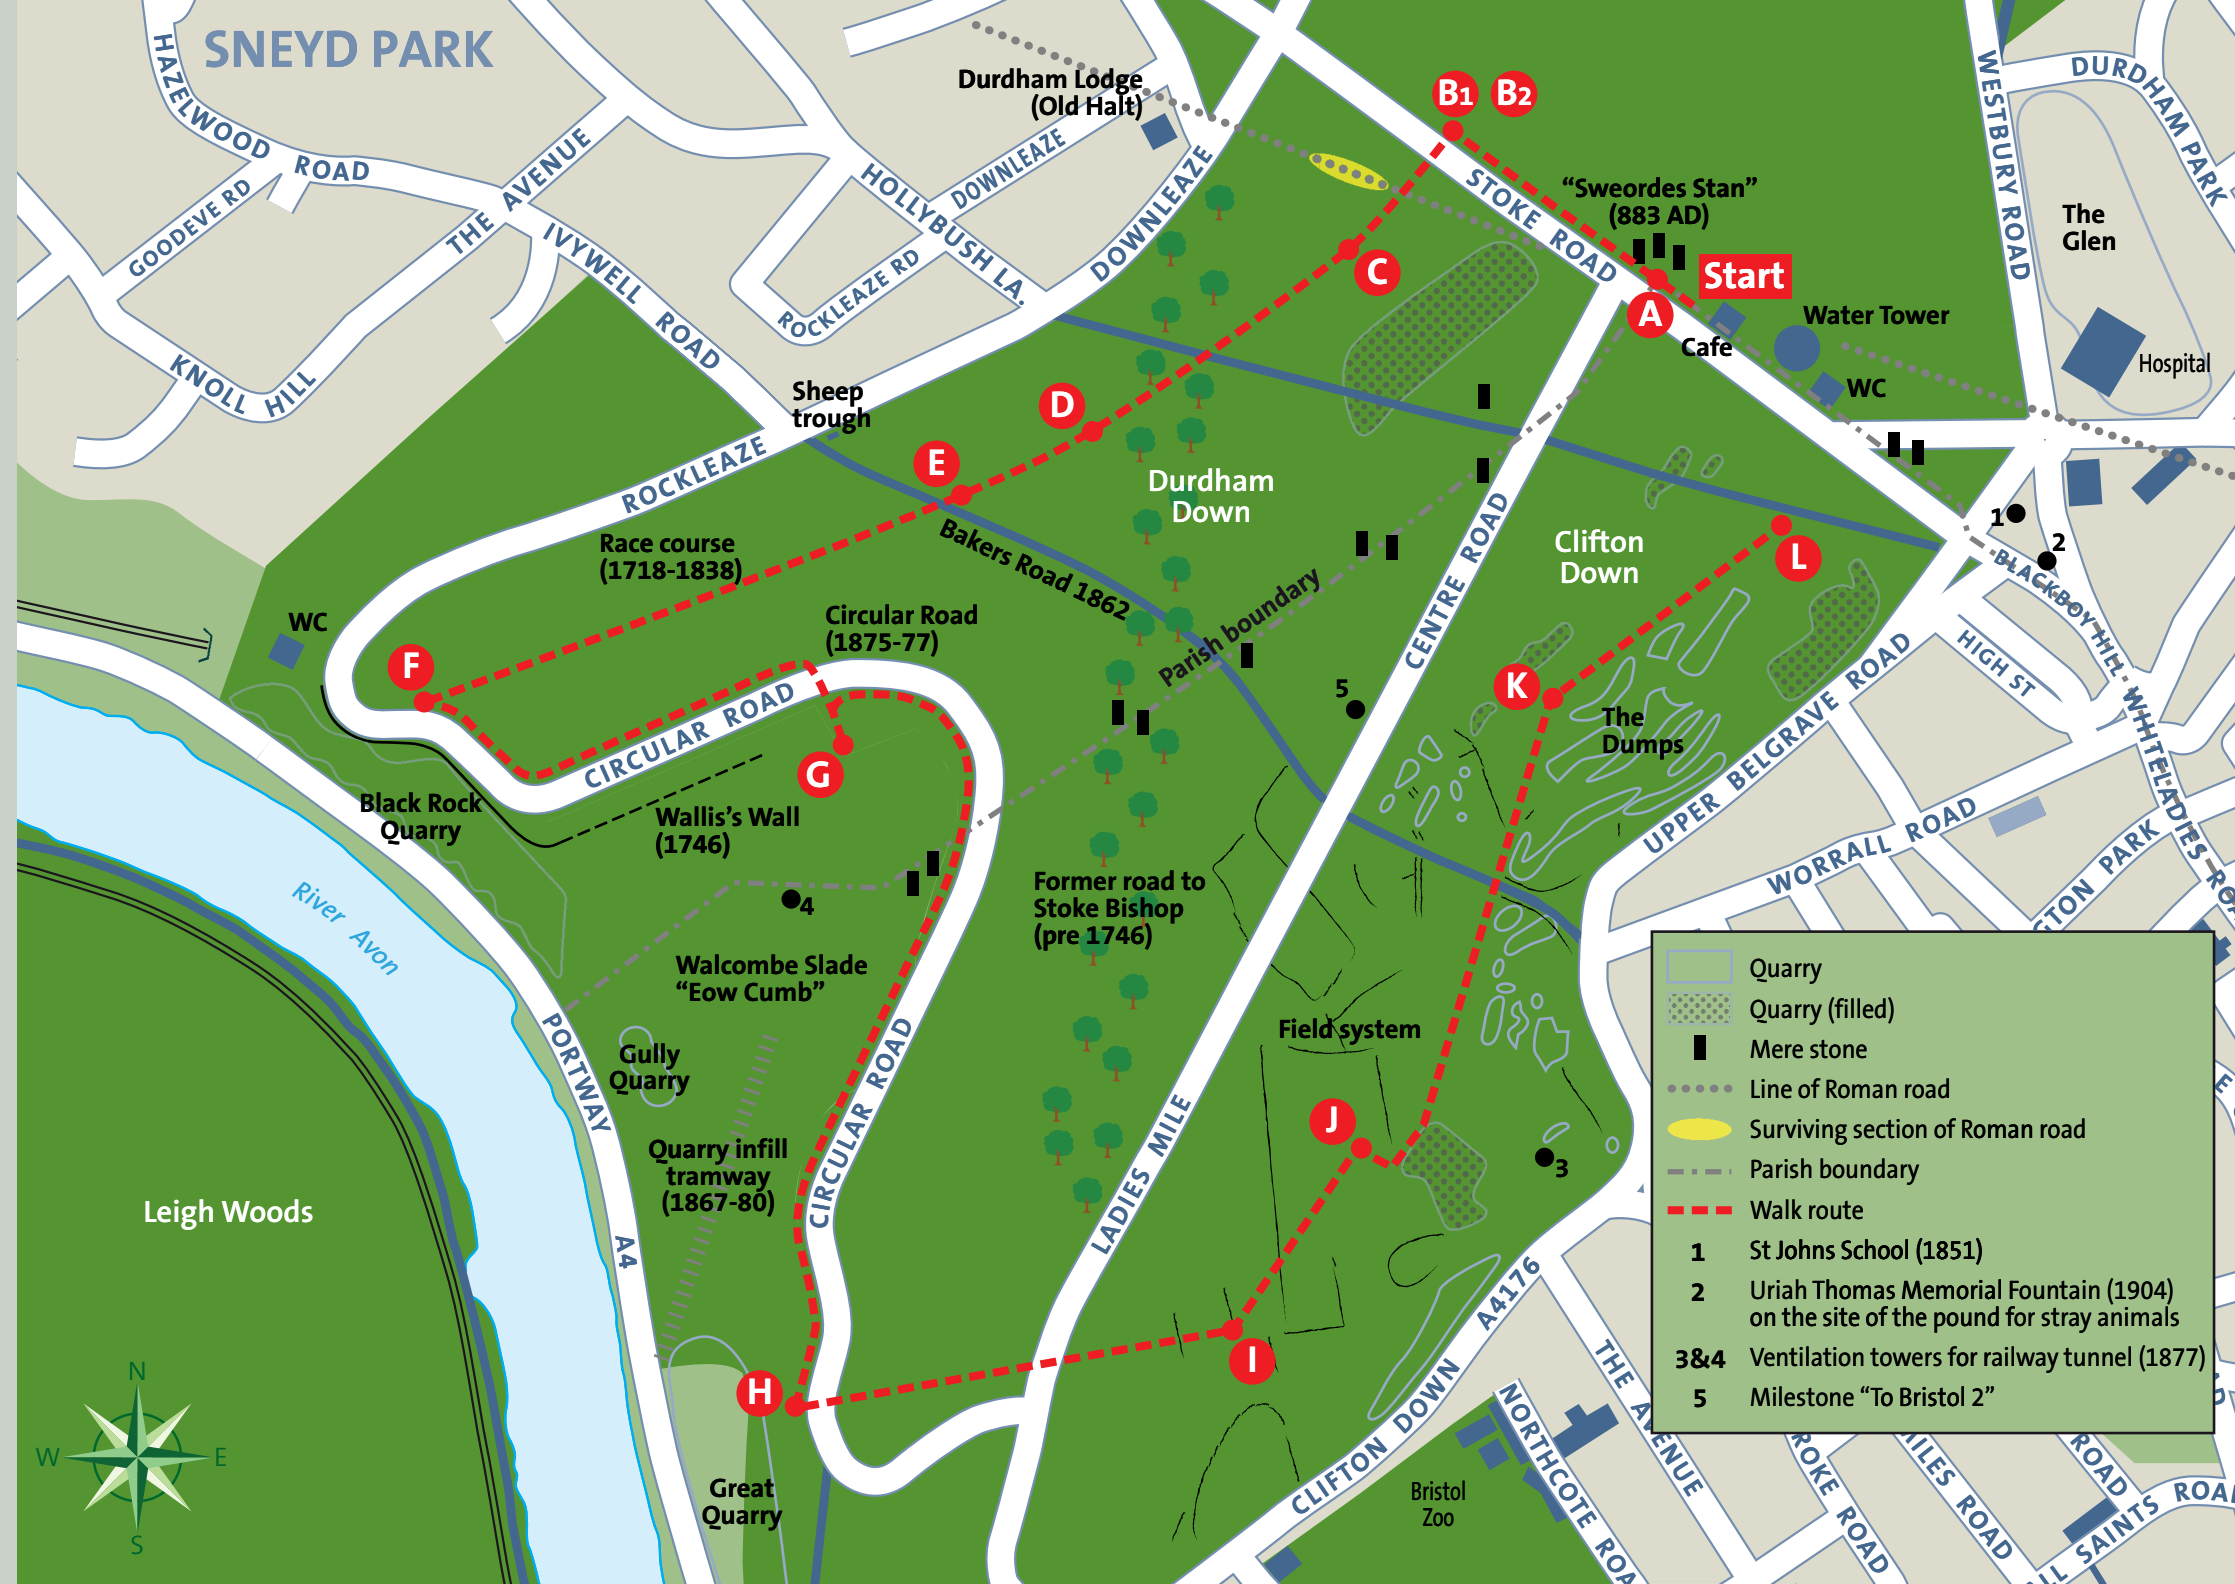 SNEYD PARK
HAZELWOOD ROAD
GOODEVE RD
THE AVENUE
KNOLL HILL
IVYWELL ROAD
Durdham Lodge
(Old Halt)
HOLLYBUSH LA.
DOWNLEAZE
ROCKLEAZE RD
DOWNLEAZE
B1
B2
STOKE ROAD
“Sweordes Stan”
(883 AD)
Start
A
C
WESTBURY ROAD
DURDHAM PARK
The
Glen
Water Tower
Cafe
WC
Hospital
Sheep
trough
D
E
ROCKLEAZE
Durdham
Down
Race course
(1718-1838)
Bakers Road 1862
Circular Road
(1875-77)
Parish boundary
CENTRE ROAD
Clifton
Down
L
1
2
BLACKBOY HILL
WHITELADIES ROAD
HIGH ST
WC
F
CIRCULAR ROAD
G
5
K
The
Dumps
UPPER BELGRAVE ROAD
WORRALL ROAD
GTON PARK
Black Rock
Quarry
Wallis’s Wall
(1746)
4
River Avon
Former road to
Stoke Bishop
(pre 1746)
Walcombe Slade
“Eow Cumb”
PORTWAY
Gully
Quarry
Field system
CIRCULAR ROAD
Quarry infill
tramway
(1867-80)
J
3
LADIES MILE
Leigh Woods
A4
A4176
CLIFTON DOWN
H
I
Great
Quarry
Bristol
Zoo
NORTHCOTE ROA
THE AVENUE
ROKE ROAD
MILES ROAD
ROAD
LL SAINTS ROAD
N
W
E
S
Quarry
Quarry (filled)
Mere stone
Line of Roman road
Surviving section of Roman road
Parish boundary
Walk route
1 St Johns School (1851)
2 Uriah Thomas Memorial Fountain (1904)
on the site of the pound for stray animals
3&4 Ventilation towers for railway tunnel (1877)
5 Milestone “To Bristol 2”